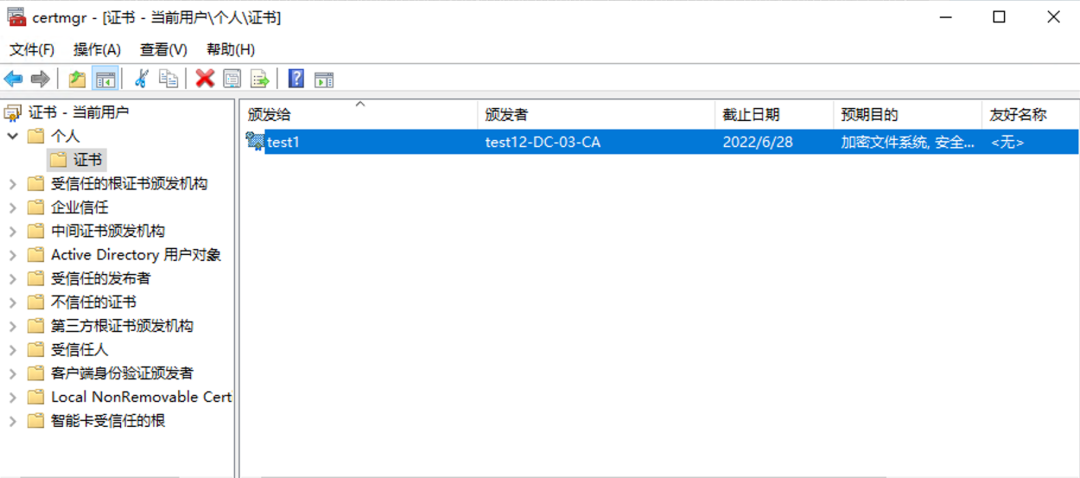 certmgr - [证书 - 当前用户\个人\证书]
文件(F) 操作(A) 查看(V) 帮助(H)
证书 - 当前用户
个人
证书
受信任的根证书颁发机构
企业信任
中间证书颁发机构
Active Directory 用户对象
受信任的发布者
不信任的证书
第三方根证书颁发机构
受信任人
客户端身份验证颁发者
Local NonRemovable Cert
智能卡受信任的根
颁发给 颁发者 截止日期 预期目的 友好名称
test1 test12-DC-03-CA 2022/6/28 加密文件系统, 安全... <无>